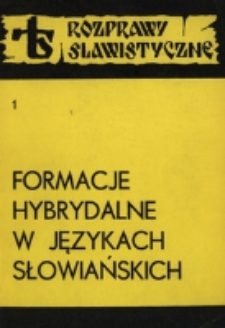 ROZPRAWY
SLAWISTYCZNE
1
FORMACJE
HYBRYDALNE
W JĘZYKACH
SŁOWIAŃSKICH